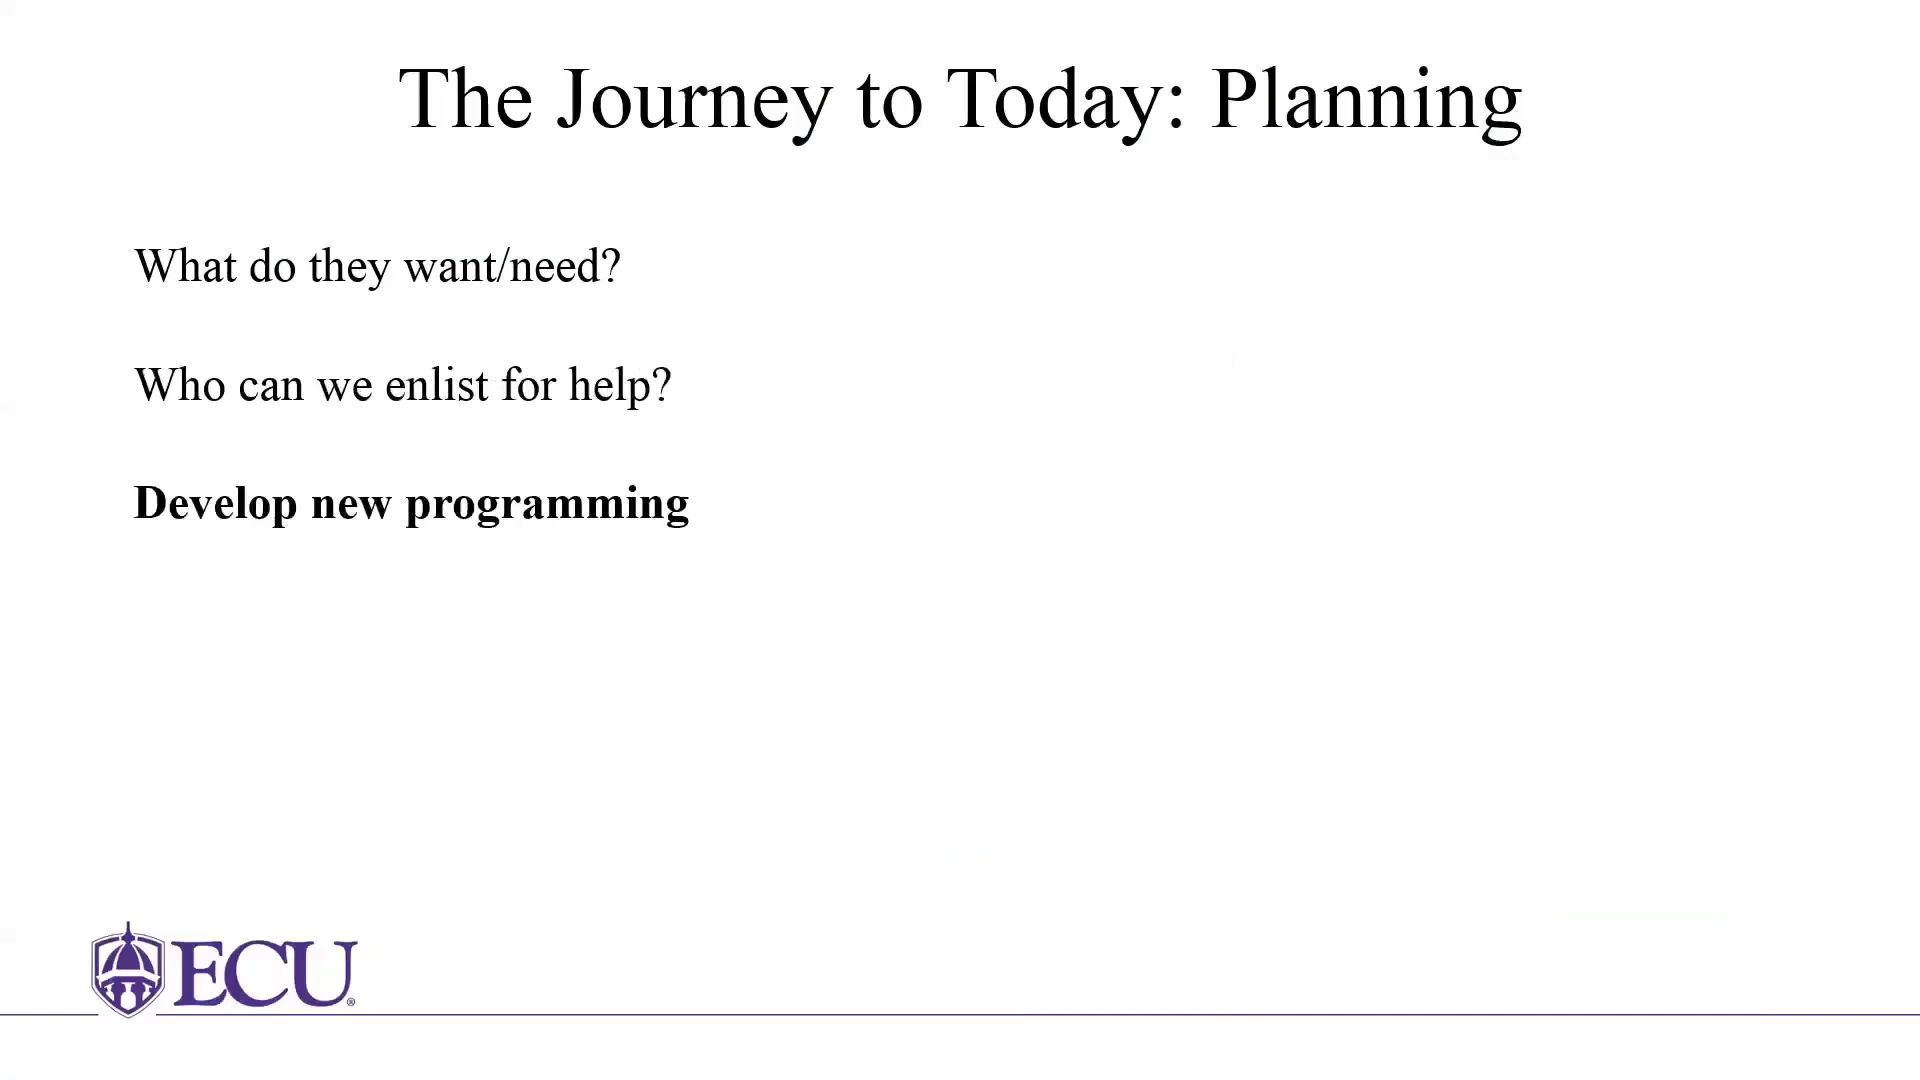 The Journey to Today: Planning
What do they want/need?
Who can we enlist for help?
Develop new programming
ECU®